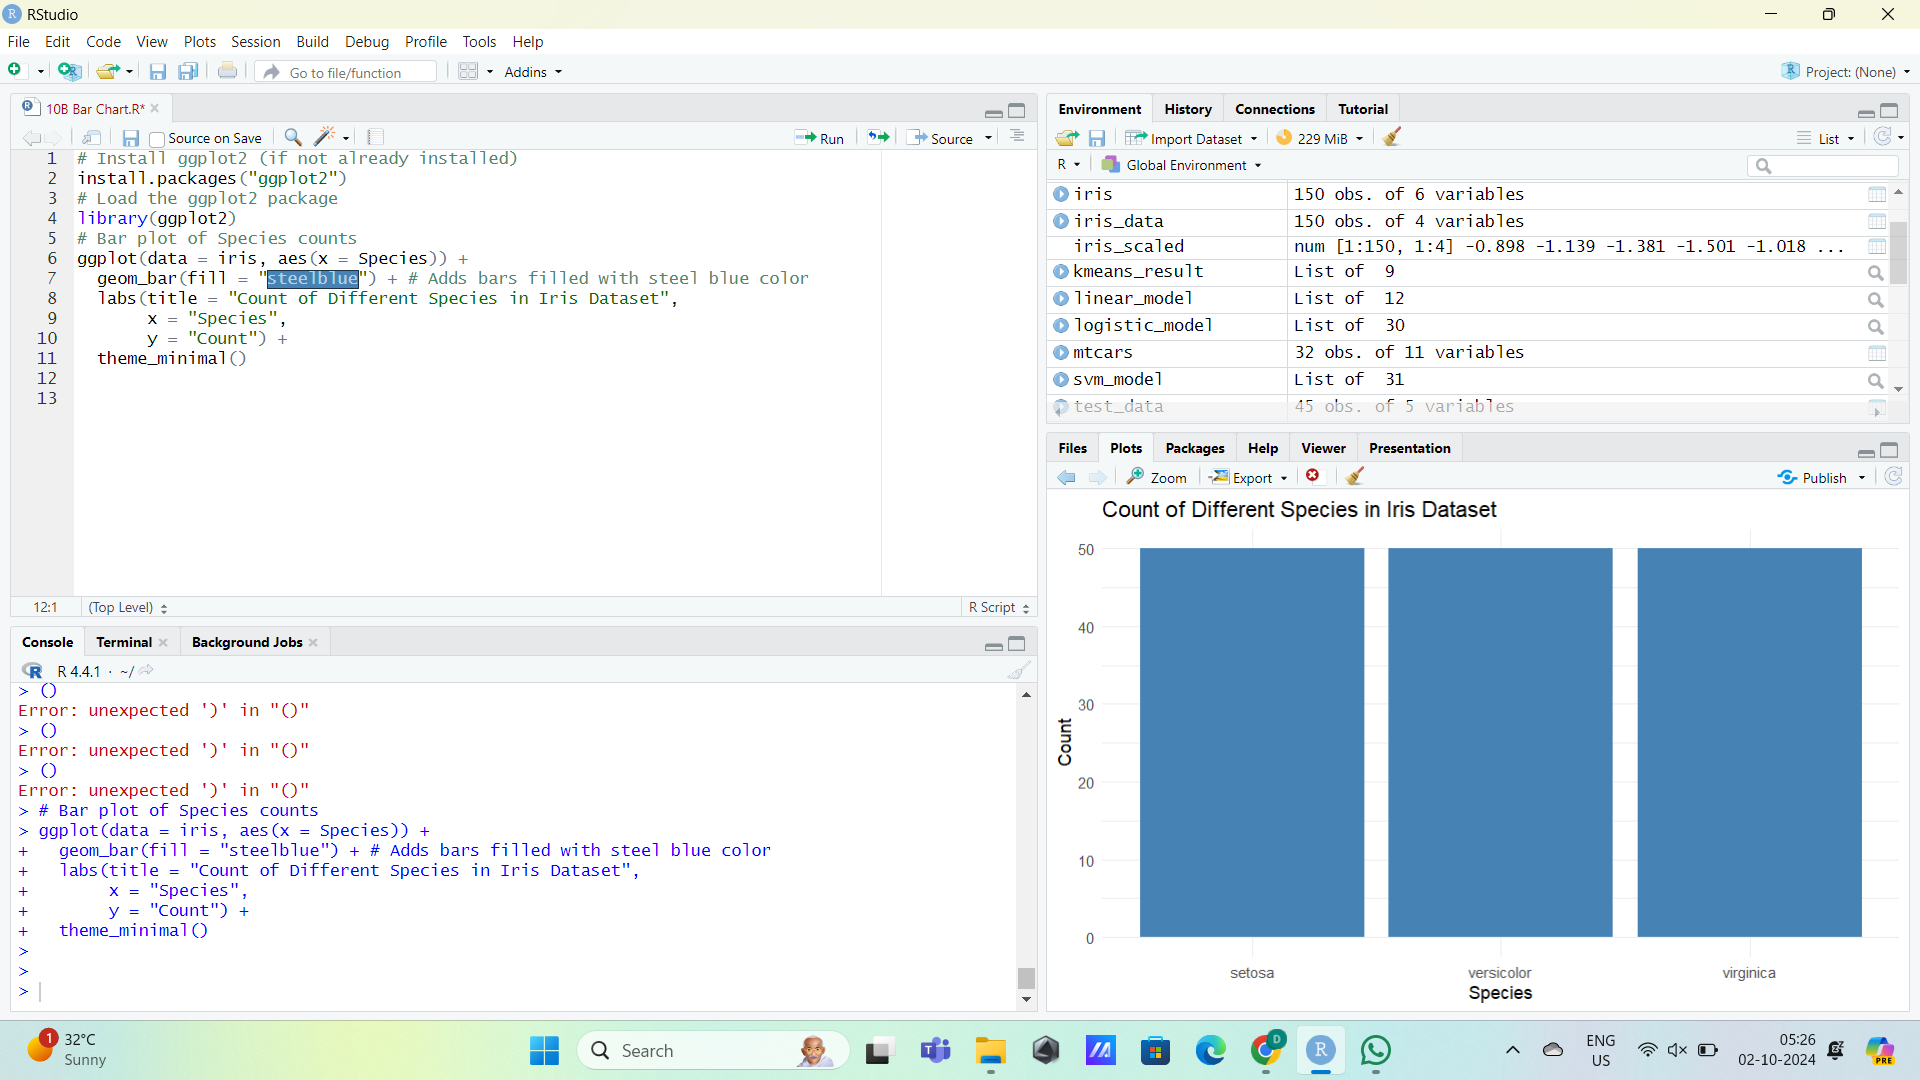 RStudio
File Edit Code View Plots Session Build Debug Profile Tools Help
Go to file/function
Addins
Project: (None)
10B Bar Chart.R*
Source on Save
Run
Source
1 # Install ggplot2 (if not already installed)
2 install.packages("ggplot2")
3 # Load the ggplot2 package
4 library(ggplot2)
5 # Bar plot of Species counts
6 ggplot(data = iris, aes(x = Species)) +
7   geom_bar(fill = "steelblue") + # Adds bars filled with steel blue color
8   labs(title = "Count of Different Species in Iris Dataset",
9        x = "Species",
10        y = "Count") +
11   theme_minimal()
12
13
12:1 (Top Level) R Script
Console Terminal Background Jobs
R 4.4.1 · ~/
> ()
Error: unexpected ')' in "()"
> ()
Error: unexpected ')' in "()"
> ()
Error: unexpected ')' in "()"
> # Bar plot of Species counts
> ggplot(data = iris, aes(x = Species)) +
+   geom_bar(fill = "steelblue") + # Adds bars filled with steel blue color
+   labs(title = "Count of Different Species in Iris Dataset",
+        x = "Species",
+        y = "Count") +
+   theme_minimal()
>
>
>
Environment History Connections Tutorial
Import Dataset 229 MiB List
R Global Environment
iris 150 obs. of 6 variables
iris_data 150 obs. of 4 variables
iris_scaled num [1:150, 1:4] -0.898 -1.139 -1.381 -1.501 -1.018 ...
kmeans_result List of 9
linear_model List of 12
logistic_model List of 30
mtcars 32 obs. of 11 variables
svm_model List of 31
test_data 45 obs. of 5 variables
Files Plots Packages Help Viewer Presentation
Zoom Export Publish
Count of Different Species in Iris Dataset
50
40
30
20
10
0
Count
setosa versicolor virginica
Species
1
32°C
Sunny
Search
D
R
PRE
ENG
US
05:26
02-10-2024